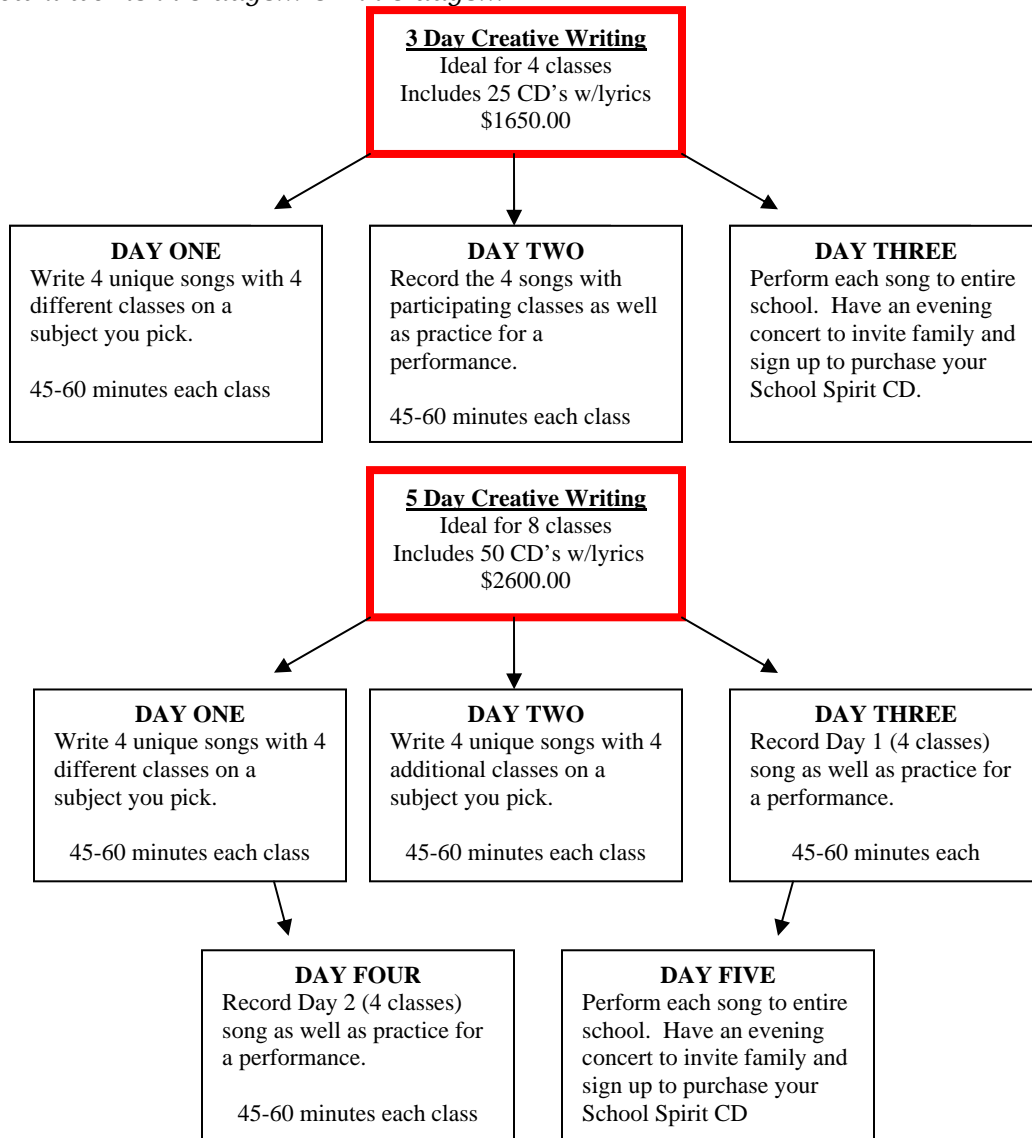 3 Day Creative Writing
Ideal for 4 classes
Includes 25 CD’s w/lyrics
$1650.00
DAY ONE
Write 4 unique songs with 4
different classes on a
subject you pick.
45-60 minutes each class
DAY TWO
Record the 4 songs with
participating classes as well
as practice for a
performance.
45-60 minutes each class
DAY THREE
Perform each song to entire
school.  Have an evening
concert to invite family and
sign up to purchase your
School Spirit CD.
5 Day Creative Writing
Ideal for 8 classes
Includes 50 CD’s w/lyrics
$2600.00
DAY ONE
Write 4 unique songs with 4
different classes on a
subject you pick.
45-60 minutes each class
DAY TWO
Write 4 unique songs with 4
additional classes on a
subject you pick.
45-60 minutes each class
DAY THREE
Record Day 1 (4 classes)
song as well as practice for
a performance.
45-60 minutes each
DAY FOUR
Record Day 2 (4 classes)
song as well as practice for
a performance.
45-60 minutes each class
DAY FIVE
Perform each song to entire
school.  Have an evening
concert to invite family and
sign up to purchase your
School Spirit CD